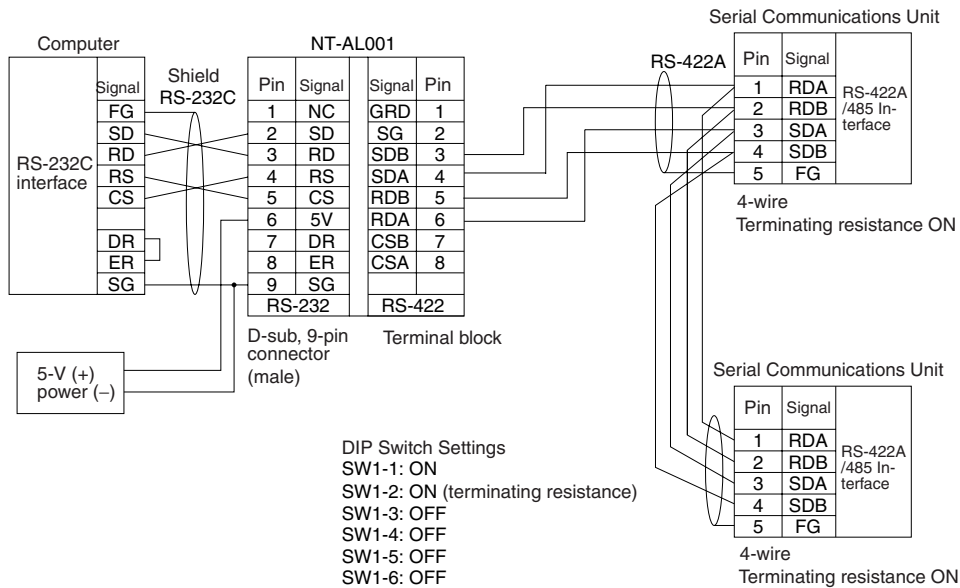 Serial Communications Unit
Computer
NT-AL001
RS-422A
Shield
RS-232C
Signal
FG
SD
RD
RS
CS
DR
ER
SG
RS-232C
interface
Pin Signal Signal Pin
1 NC GRD 1
2 SD SG 2
3 RD SDB 3
4 RS SDA 4
5 CS RDB 5
6 5V RDA 6
7 DR CSB 7
8 ER CSA 8
9 SG
RS-232 RS-422
D-sub, 9-pin
connector
(male)
Terminal block
Pin Signal
1 RDA
2 RDB
3 SDA
4 SDB
5 FG
RS-422A
/485 In-
terface
4-wire
Terminating resistance ON
5-V (+)
power (−)
DIP Switch Settings
SW1-1: ON
SW1-2: ON (terminating resistance)
SW1-3: OFF
SW1-4: OFF
SW1-5: OFF
SW1-6: OFF
Serial Communications Unit
Pin Signal
1 RDA
2 RDB
3 SDA
4 SDB
5 FG
RS-422A
/485 In-
terface
4-wire
Terminating resistance ON